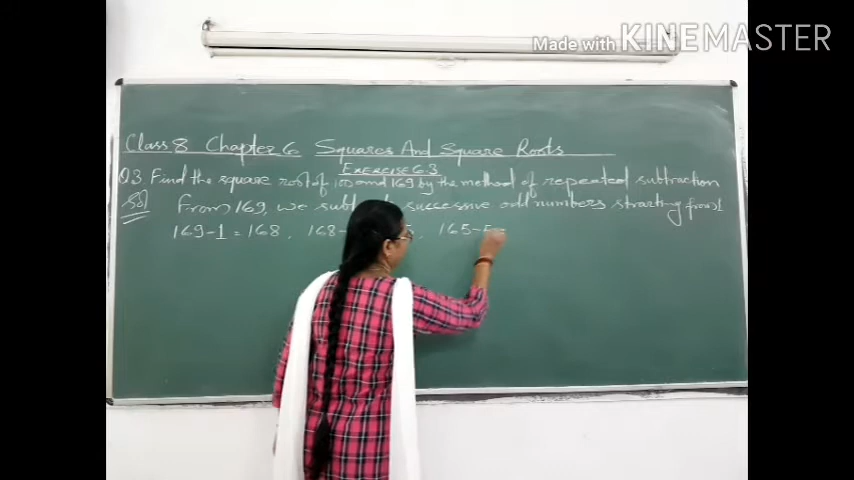 Made with KINEMASTER
Class 8 Chapter 6 Squares And Square Roots
EXERCISE 6.3
Q3 Find the square root of 100 and 169 by the method of repeated subtraction
Sol From 169, we successive odd numbers strarting from 1
169-1 = 168, 168- , 165-5=